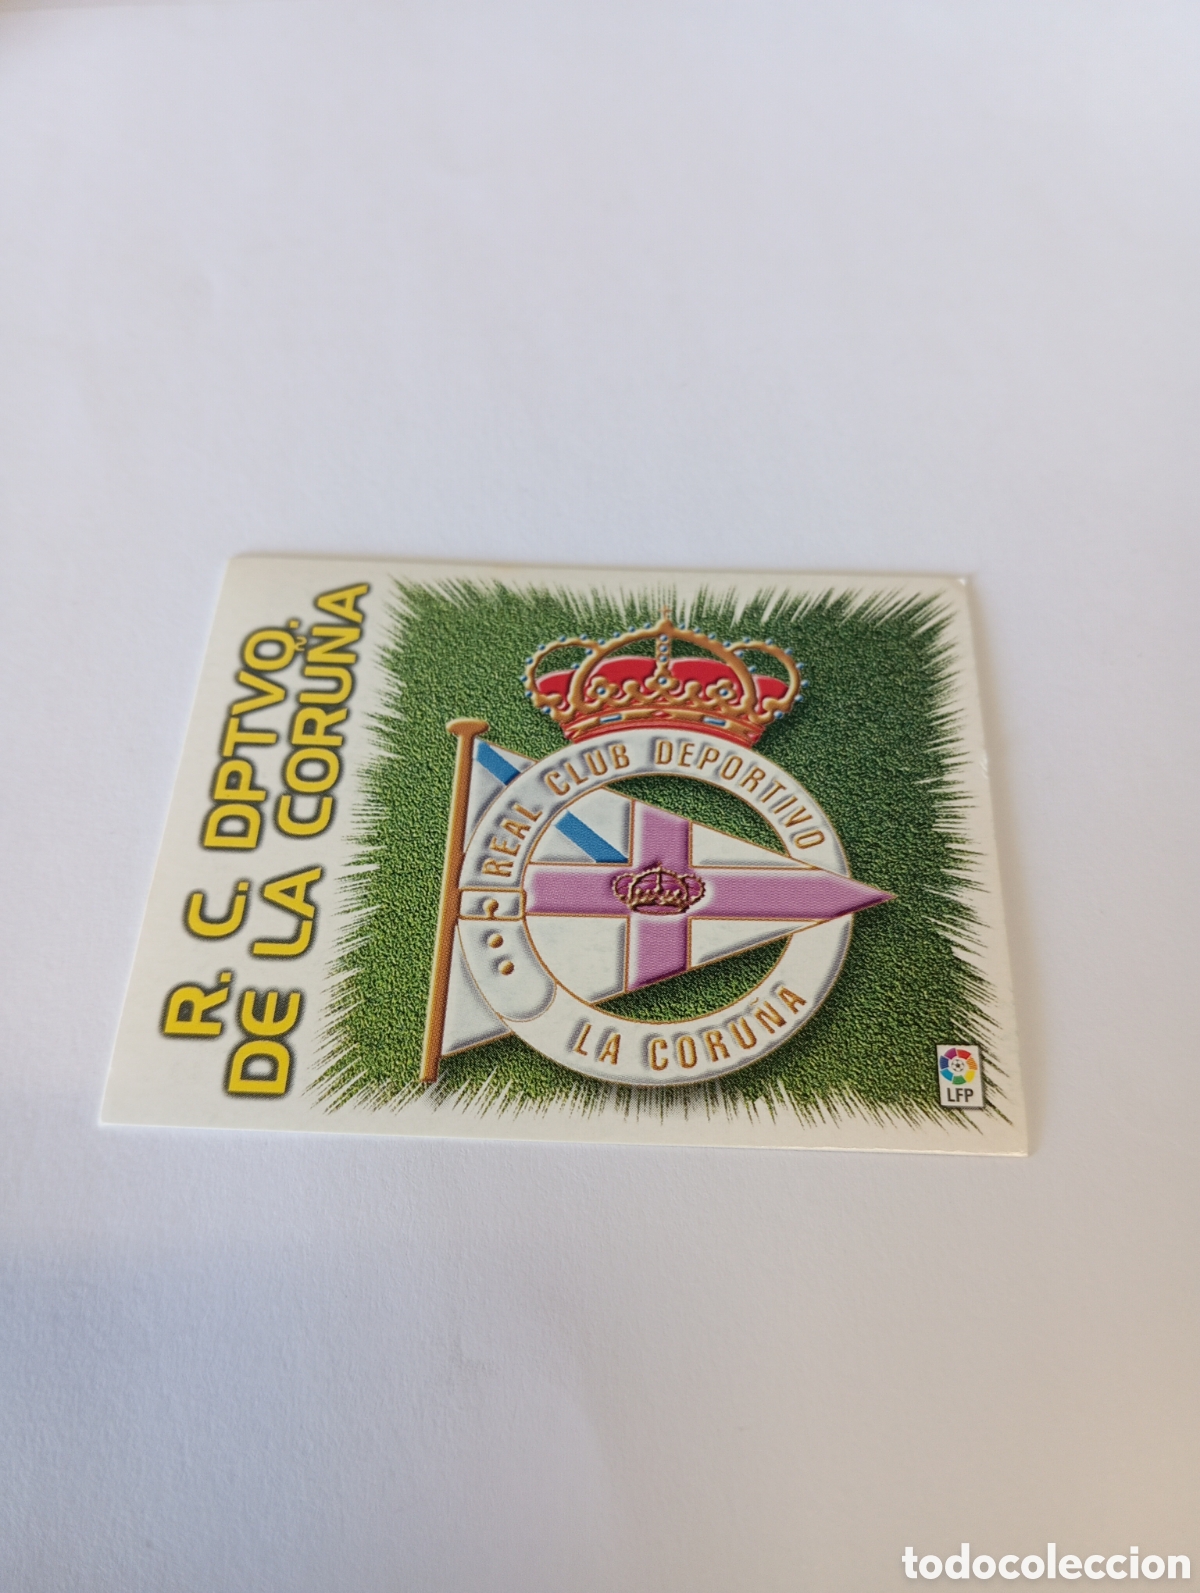 R. C. DPTVO.
DE LA CORUÑA
REAL CLUB DEPORTIVO
LA CORUÑA
LFP
todocoleccion